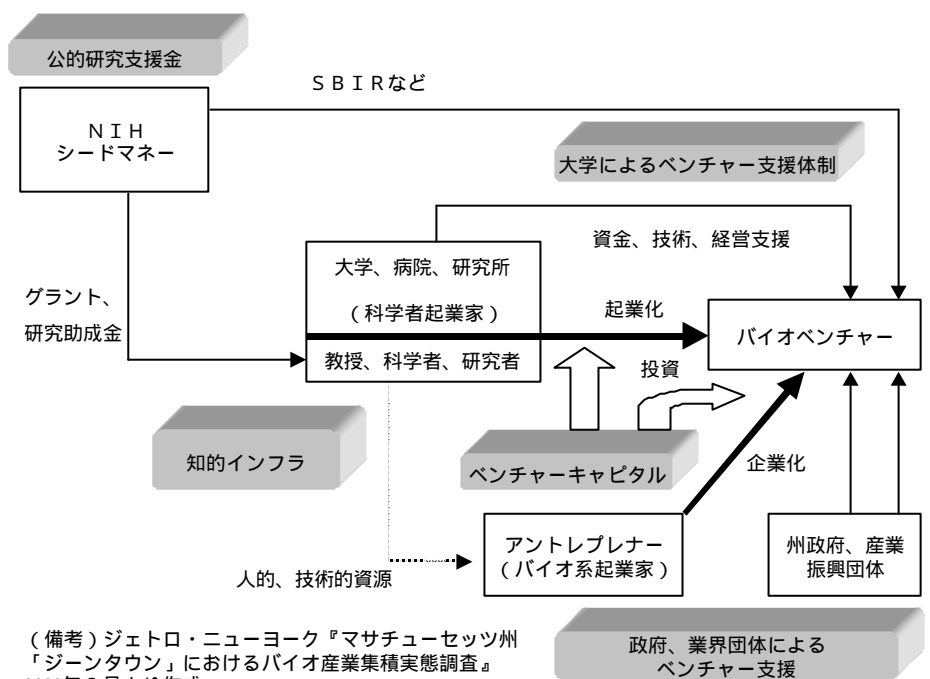 公的研究支援金
ＳＢＩＲなど
ＮＩＨ
シードマネー
大学によるベンチャー支援体制
資金、技術、経営支援
大学、病院、研究所
（科学者起業家）
教授、科学者、研究者
グラント、
研究助成金
起業化
バイオベンチャー
投資
知的インフラ
ベンチャーキャピタル
企業化
アントレプレナー
（バイオ系起業家）
州政府、産業
振興団体
人的、技術的資源
（備考）ジェトロ・ニューヨーク『マサチューセッツ州
「ジーンタウン」におけるバイオ産業集積実態調査』
政府、業界団体による
ベンチャー支援